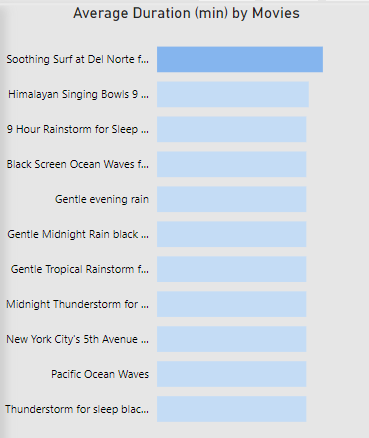 Average Duration (min) by Movies
Soothing Surf at Del Norte f...
Himalayan Singing Bowls 9 ...
9 Hour Rainstorm for Sleep ...
Black Screen Ocean Waves f...
Gentle evening rain
Gentle Midnight Rain black ...
Gentle Tropical Rainstorm f...
Midnight Thunderstorm for ...
New York City's 5th Avenue ...
Pacific Ocean Waves
Thunderstorm for sleep blac...